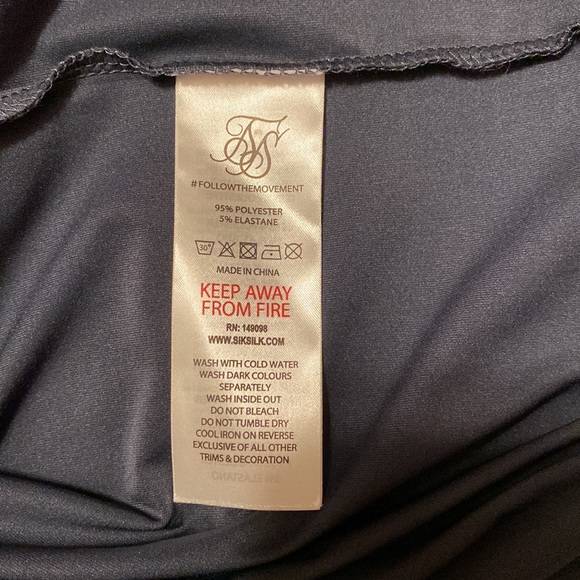 #FOLLOWTHEMOVEMENT
95% POLYESTER
5% ELASTANE
30°
MADE IN CHINA
KEEP AWAY
FROM FIRE
RN: 149098
WWW.SIKSILK.COM
WASH WITH COLD WATER
WASH DARK COLOURS
SEPARATELY
WASH INSIDE OUT
DO NOT BLEACH
DO NOT TUMBLE DRY
COOL IRON ON REVERSE
EXCLUSIVE OF ALL OTHER
TRIMS & DECORATION